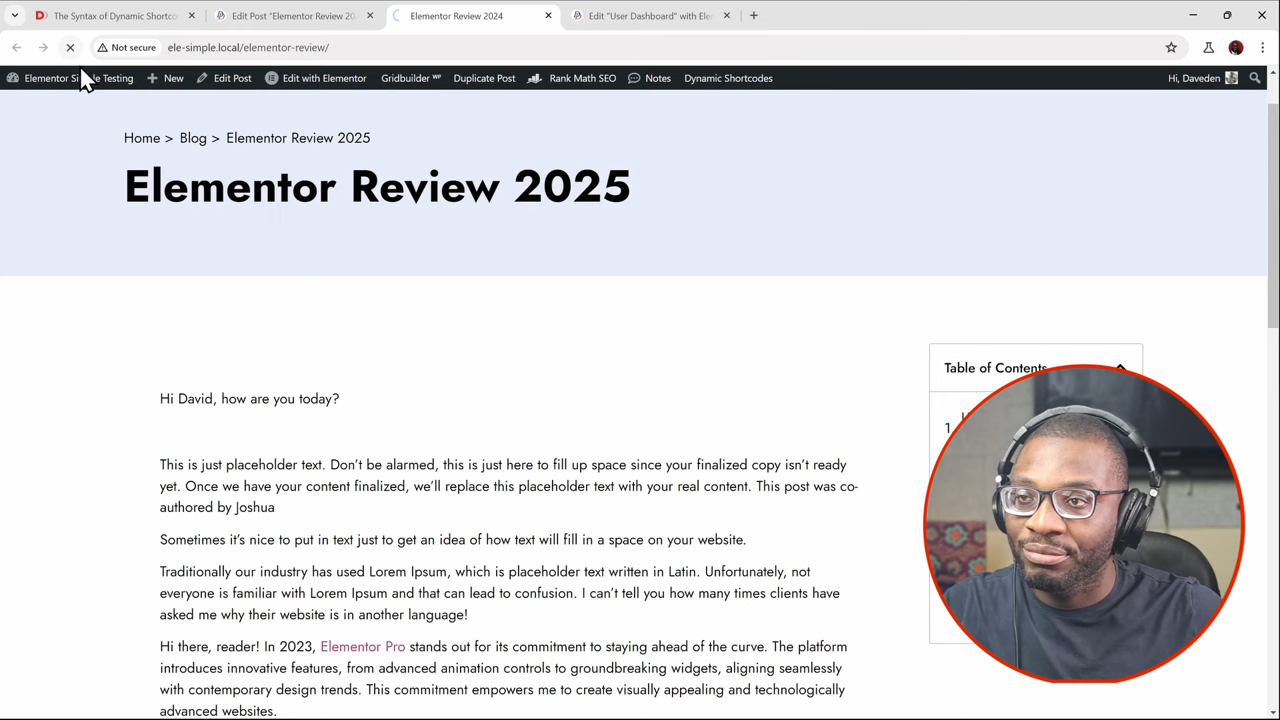 The Syntax of Dynamic Shortco
Edit Post "Elementor Review 20
Elementor Review 2024
Edit "User Dashboard" with Ele
Not secure
ele-simple.local/elementor-review/
Elementor Testing
New
Edit Post
Edit with Elementor
Gridbuilder WP
Duplicate Post
Rank Math SEO
Notes
Dynamic Shortcodes
Hi, Daveden
Home > Blog > Elementor Review 2025
Elementor Review 2025
Table of Contents
1
Hi David, how are you today?
This is just placeholder text. Don't be alarmed, this is just here to fill up space since your finalized copy isn't ready
yet. Once we have your content finalized, we'll replace this placeholder text with your real content. This post was co-
authored by Joshua
Sometimes it's nice to put in text just to get an idea of how text will fill in a space on your website.
Traditionally our industry has used Lorem Ipsum, which is placeholder text written in Latin. Unfortunately, not
everyone is familiar with Lorem Ipsum and that can lead to confusion. I can't tell you how many times clients have
asked me why their website is in another language!
Hi there, reader! In 2023, Elementor Pro stands out for its commitment to staying ahead of the curve. The platform
introduces innovative features, from advanced animation controls to groundbreaking widgets, aligning seamlessly
with contemporary design trends. This commitment empowers me to create visually appealing and technologically
advanced websites.